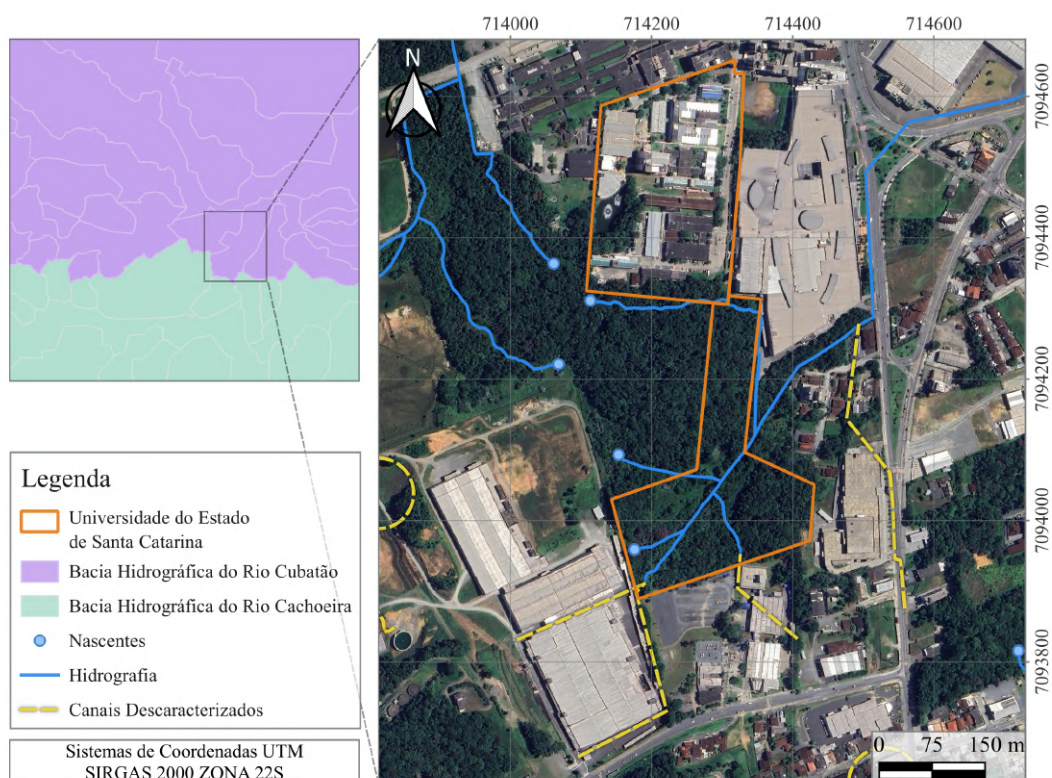 714000 714200 714400 714600
N
7094600
7094400
7094200
7094000
7093800
Legenda
Universidade do Estado
de Santa Catarina
Bacia Hidrográfica do Rio Cubatão
Bacia Hidrográfica do Rio Cachoeira
Nascentes
Hidrografia
Canais Descaracterizados
Sistemas de Coordenadas UTM
SIRGAS 2000 ZONA 22S
0 75 150 m